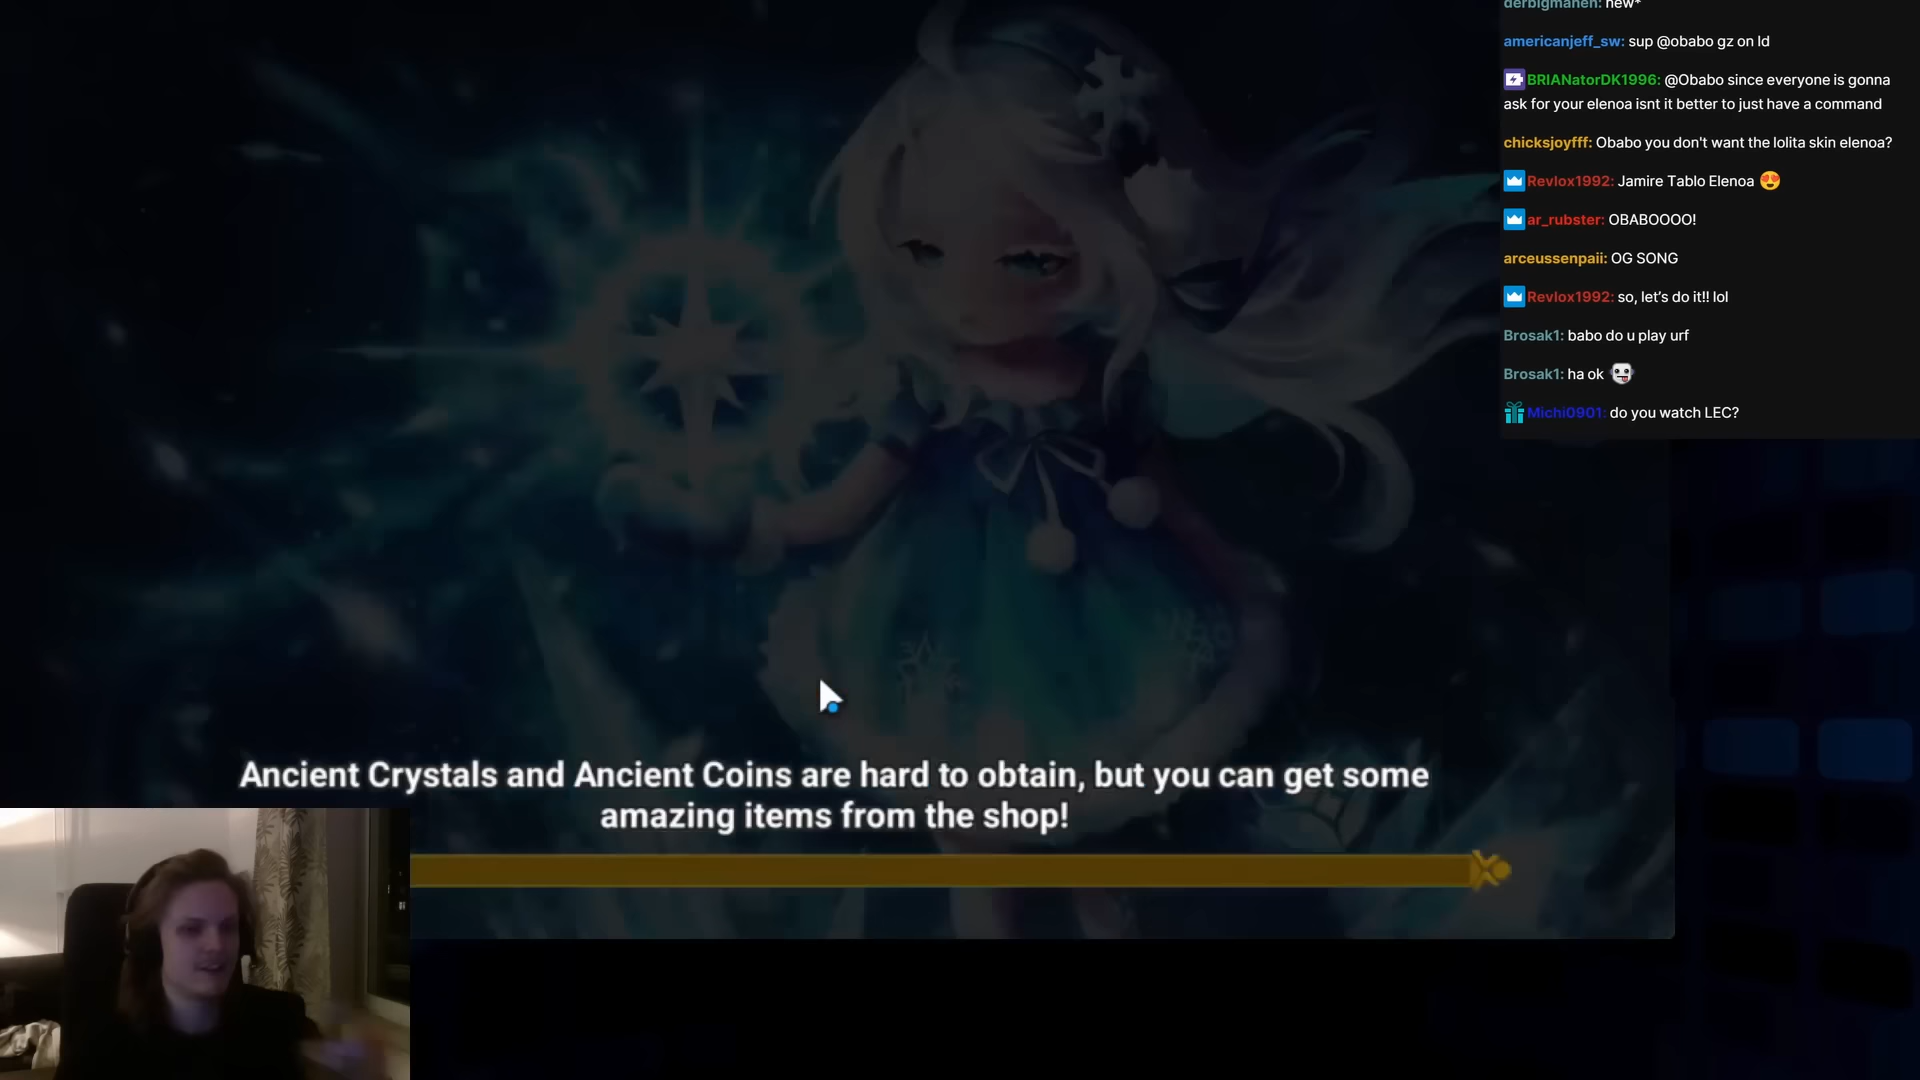 derbigmanen: new*
americanjeff_sw: sup @obabo gz on ld
BRIANatorDK1996: @Obabo since everyone is gonna
ask for your elenoa isnt it better to just have a command
chicksjoyfff: Obabo you don't want the lolita skin elenoa?
Revlox1992: Jamire Tablo Elenoa 😍
ar_rubster: OBABOOOO!
arceussenpaii: OG SONG
Revlox1992: so, let's do it!! lol
Brosak1: babo do u play urf
Brosak1: ha ok
Michi0901: do you watch LEC?
Ancient Crystals and Ancient Coins are hard to obtain, but you can get some
amazing items from the shop!